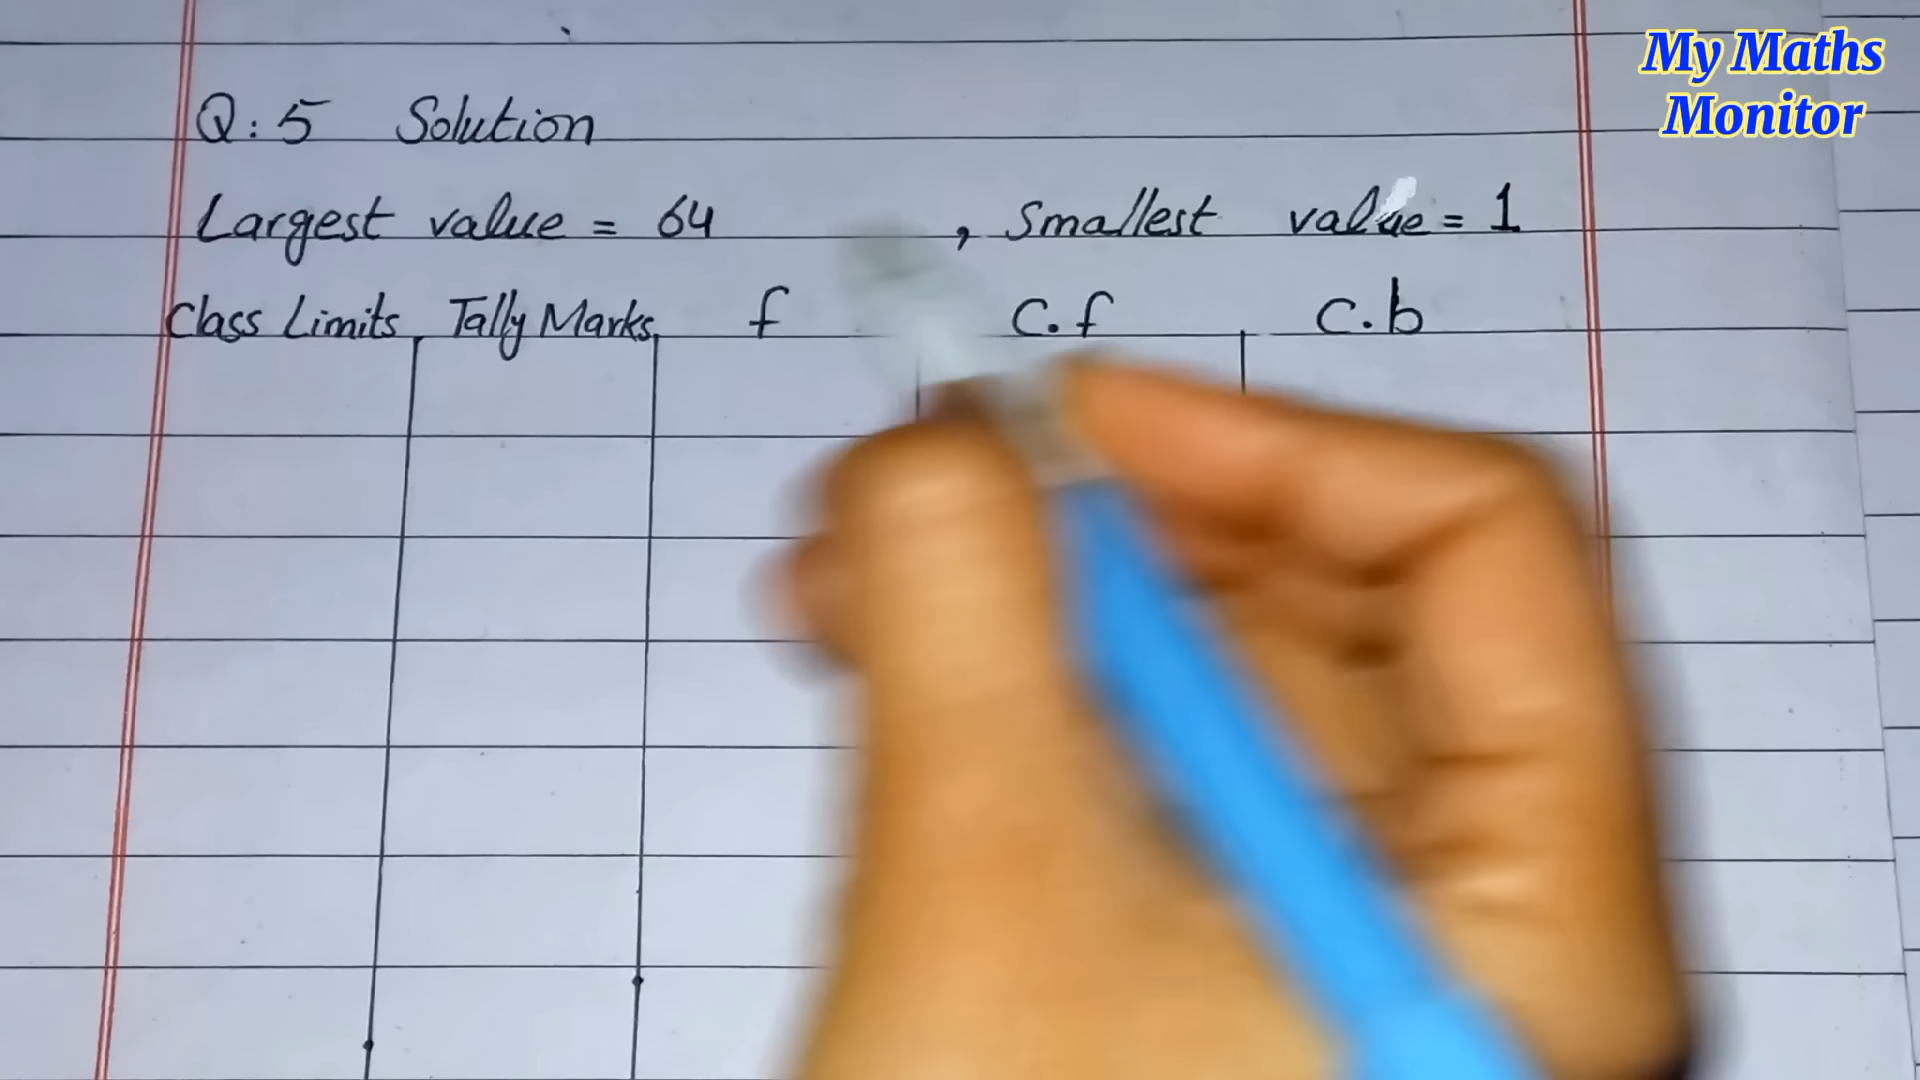 My Maths
Monitor
Q: 5 Solution
Largest value = 64 , Smallest value = 1
Class Limits Tally Marks f C.f C.b